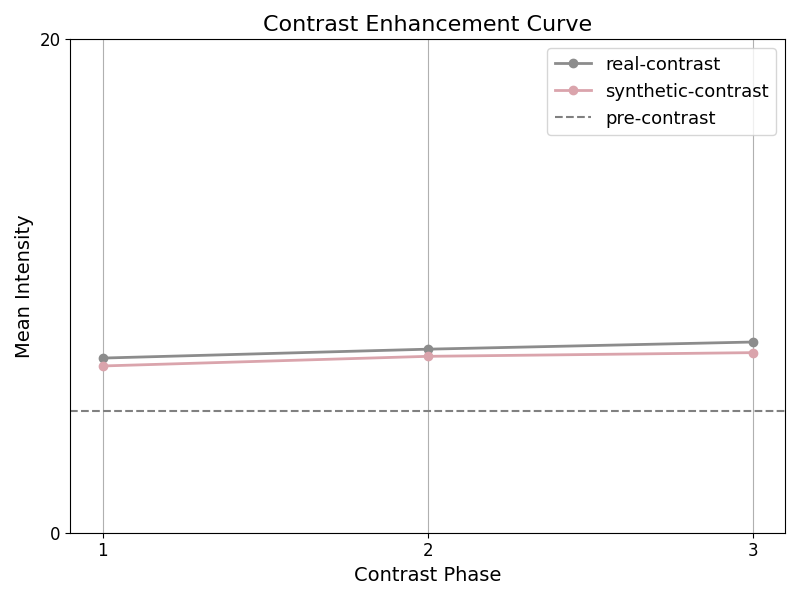 Contrast Enhancement Curve
20
real-contrast
synthetic-contrast
pre-contrast
Mean Intensity
0
1 2 3
Contrast Phase